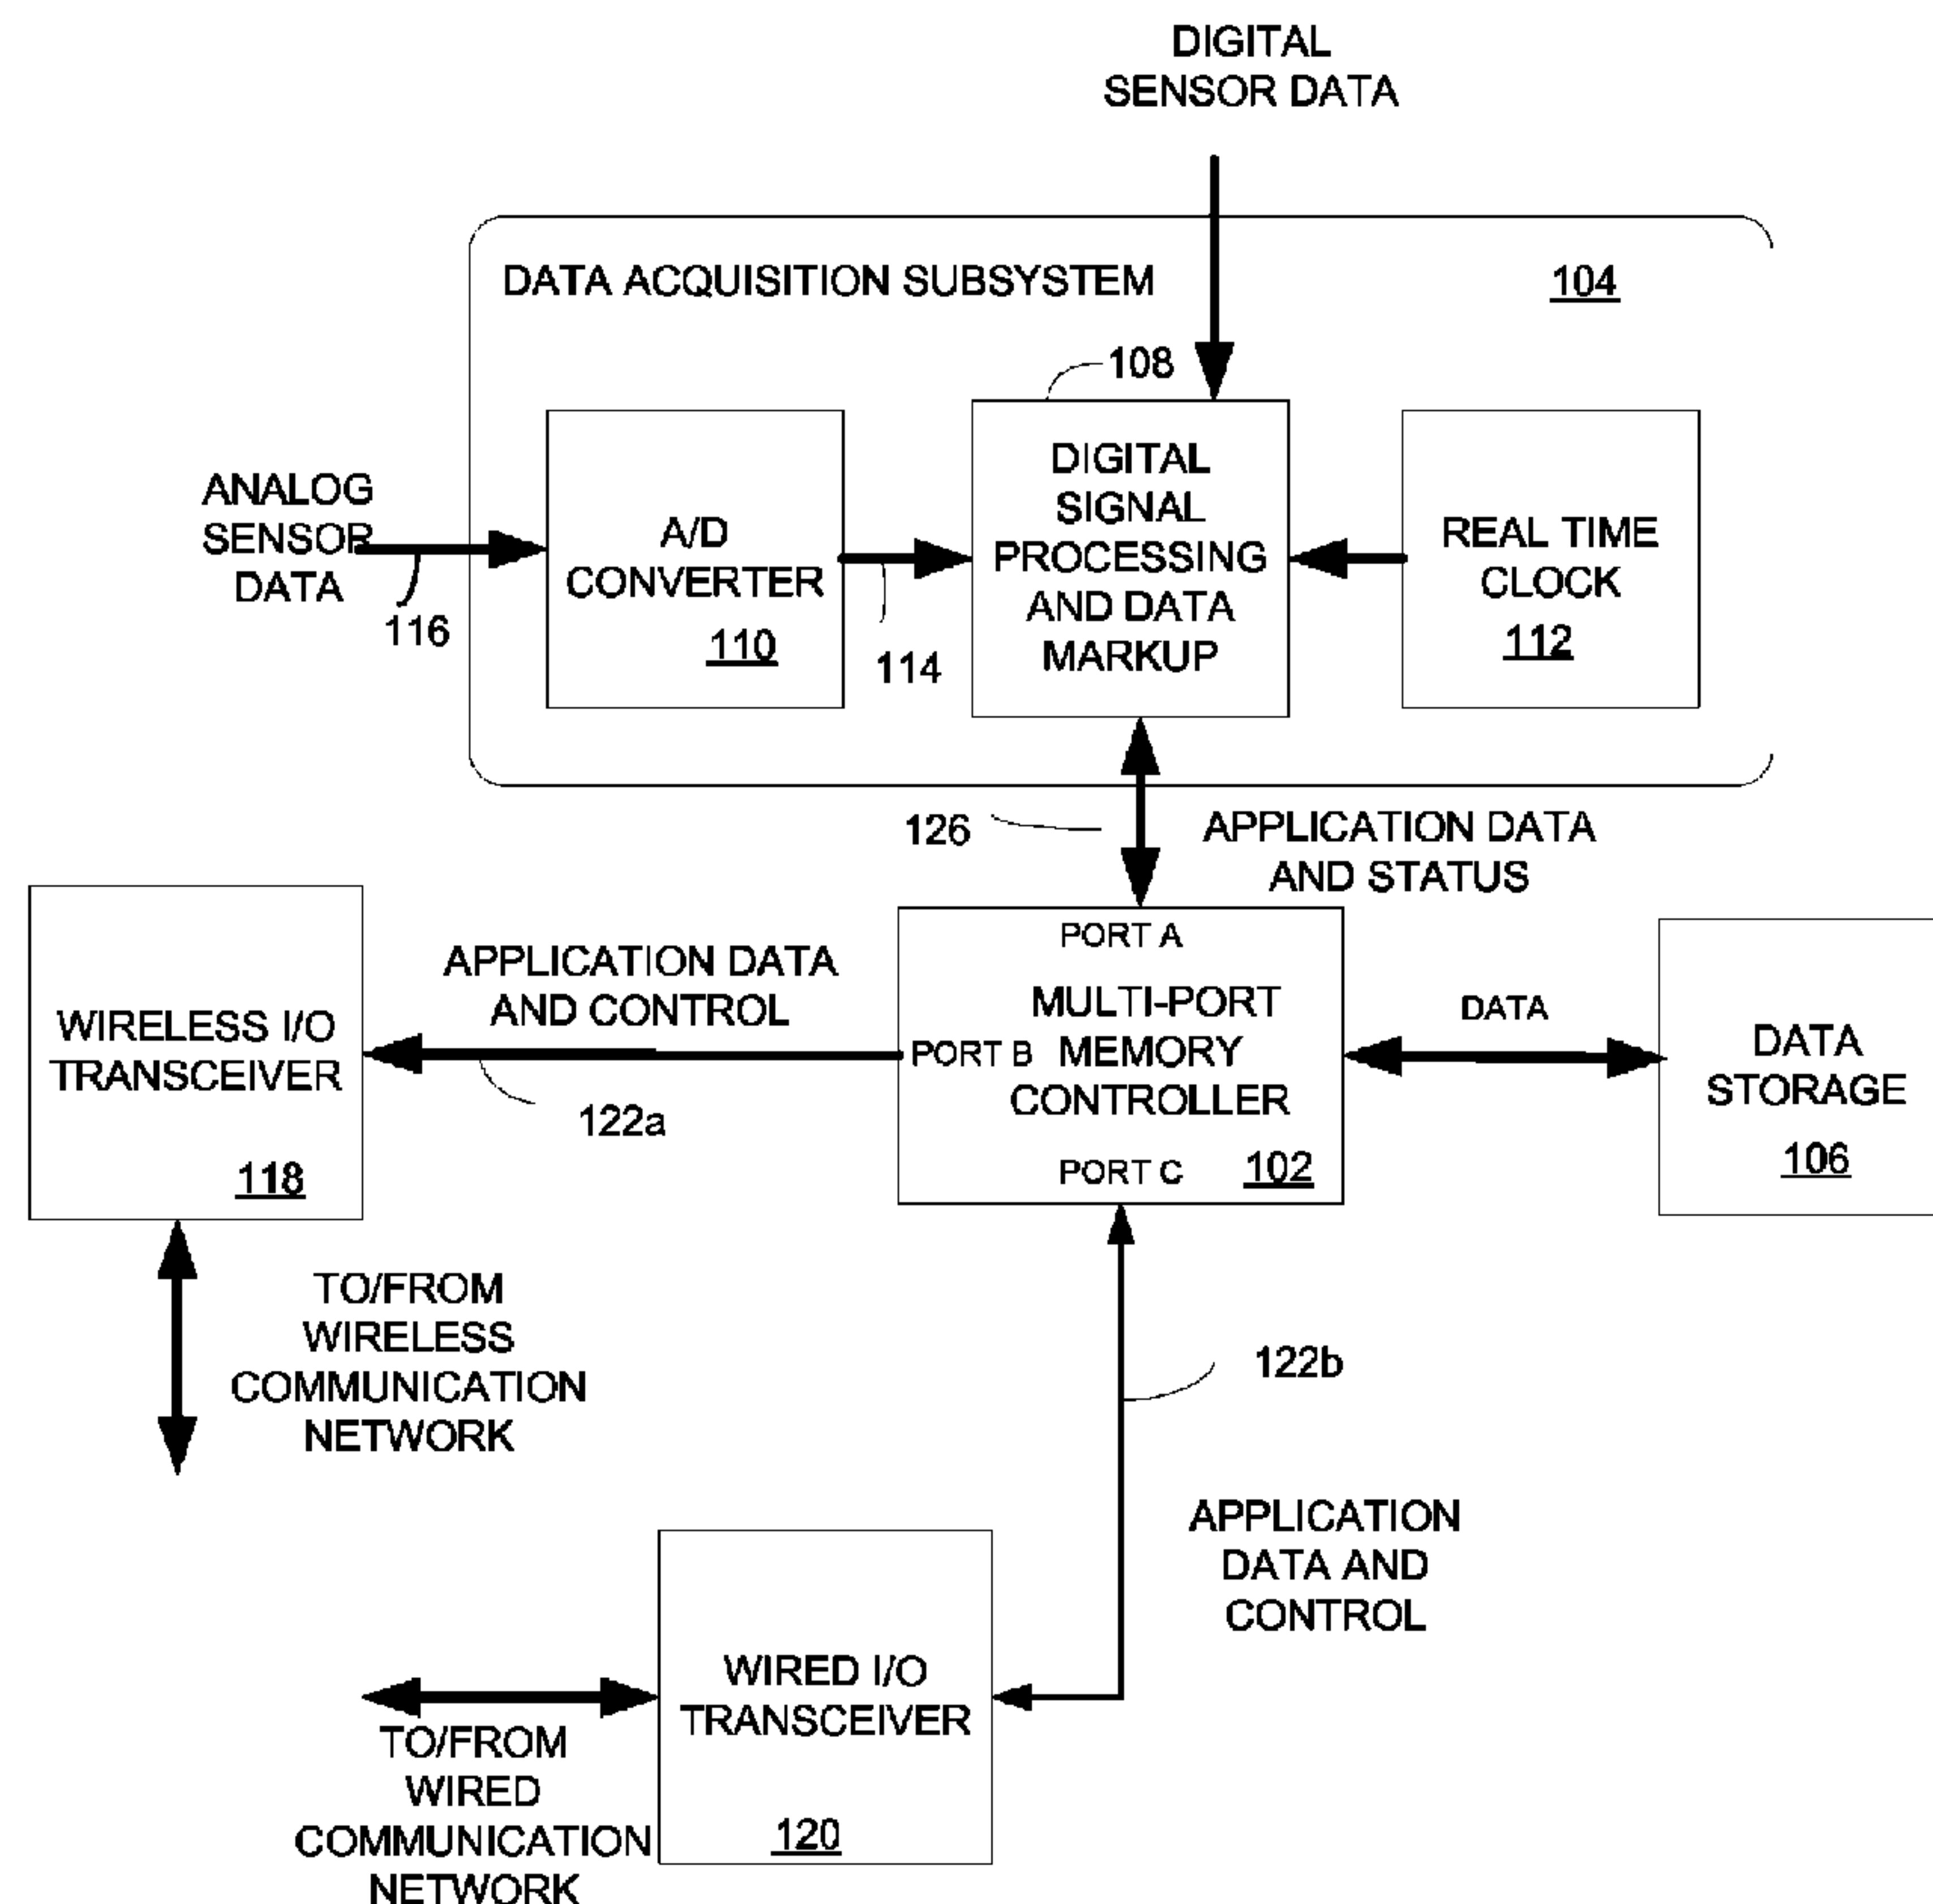 DIGITAL
SENSOR DATA
DATA ACQUISITION SUBSYSTEM
104
108
ANALOG
SENSOR
DATA
116
A/D
CONVERTER
110
114
DIGITAL
SIGNAL
PROCESSING
AND DATA
MARKUP
REAL TIME
CLOCK
112
126
APPLICATION DATA
AND STATUS
WIRELESS I/O
TRANSCEIVER
118
APPLICATION DATA
AND CONTROL
122a
PORT A
MULTI-PORT
PORT B MEMORY
CONTROLLER
PORT C
102
DATA
DATA
STORAGE
106
TO/FROM
WIRELESS
COMMUNICATION
NETWORK
122b
APPLICATION
DATA AND
CONTROL
WIRED I/O
TRANSCEIVER
120
TO/FROM
WIRED
COMMUNICATION
NETWORK